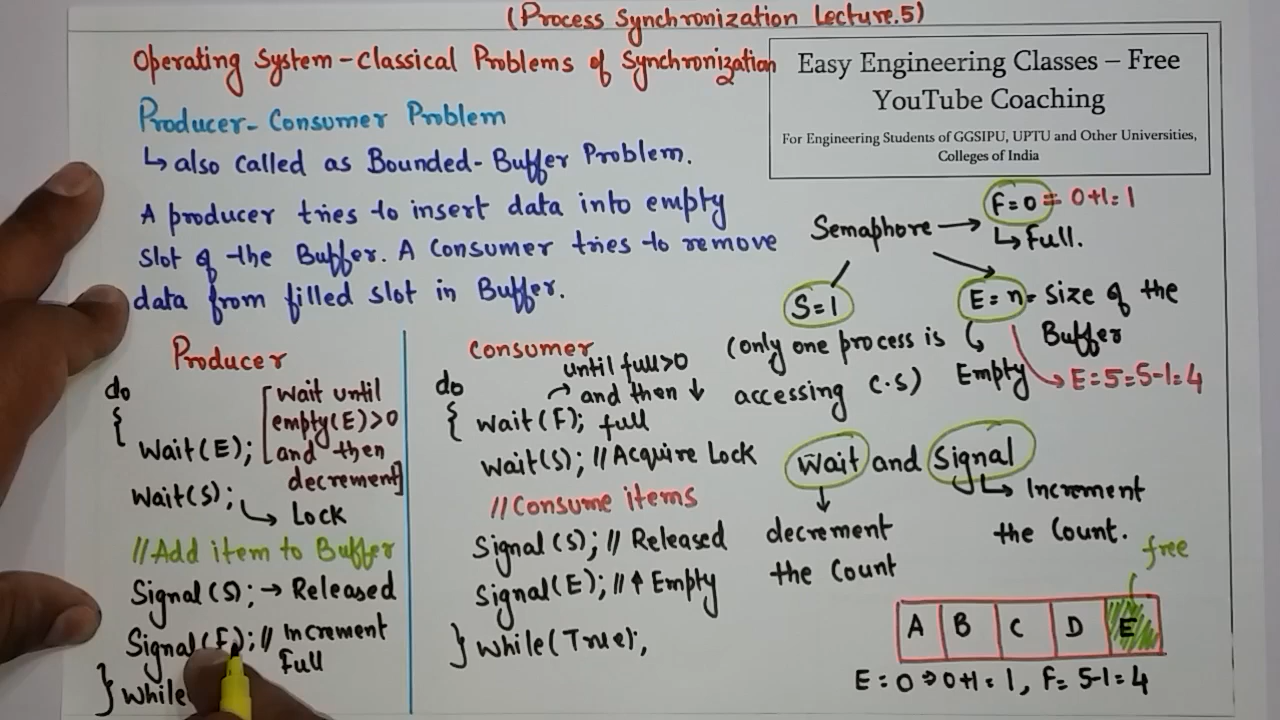 (Process Synchronization Lecture.5)
Operating System - Classical Problems of Synchronization
Easy Engineering Classes – Free
YouTube Coaching
For Engineering Students of GGSIPU, UPTU and Other Universities,
Colleges of India
Producer- Consumer Problem
↳ also called as Bounded-Buffer Problem.
A producer tries to insert data into empty
slot of the Buffer. A Consumer tries to remove
data from filled slot in Buffer.
Semaphore → F=0 = 0+1=1
↳ Full.
S=1
(only one process is
accessing C.S)
E=n = Size of the
Buffer
Empty
E=5=5-1=4
Producer
do
{
Wait(E);
[Wait until
empty(E)>0
and then
decrement]
Wait(S);
↳ Lock
//Add item to Buffer
Signal(S); → Released
Signal(F); // Increment
Full
} while
Consumer
do
{
until full>0
→ and then ↓
Wait(F); full
Wait(S); // Acquire Lock
//Consume items
Signal(S); // Released
Signal(E); // ↑ Empty
} while(True);
Wait and Signal
↳ Increment
the Count.
↓
decrement
the Count
free
A B C D E
E=0 ⇒ 0+1=1, F= 5-1=4